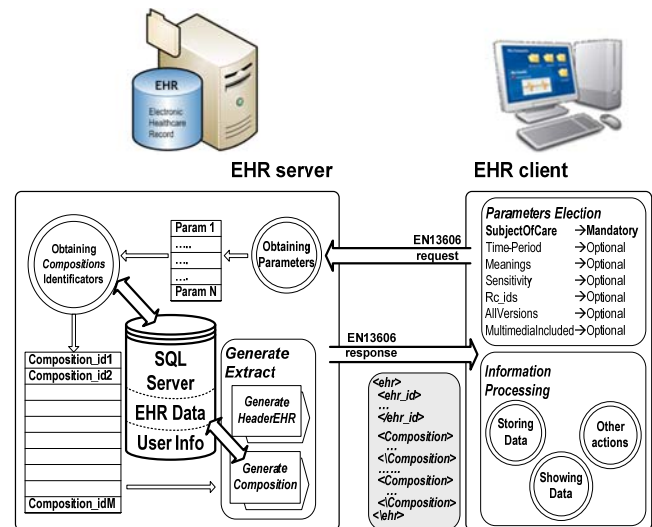 EHR
Electronic
Healthcare
Record
EHR server
EHR client
Obtaining
Compositions
Identificators
Param 1
.....
....
....
Param N
Obtaining
Parameters
EN13606
request
Parameters Election
SubjectOfCare →Mandatory
Time-Period →Optional
Meanings →Optional
Sensitivity →Optional
Rc_ids →Optional
AllVersions →Optional
MultimediaIncluded→Optional
Composition_id1
Composition_id2
Composition_idM
SQL
Server
EHR Data
User Info
Generate
Extract
Generate
HeaderEHR
Generate
Composition
EN13606
response
<ehr>
<ehr_id>
...
</ehr_id>
<Composition>
...
<\Composition>
......
<Composition>
...
<\Composition>
<\ehr>
Information
Processing
Storing
Data
Other
actions
Showing
Data